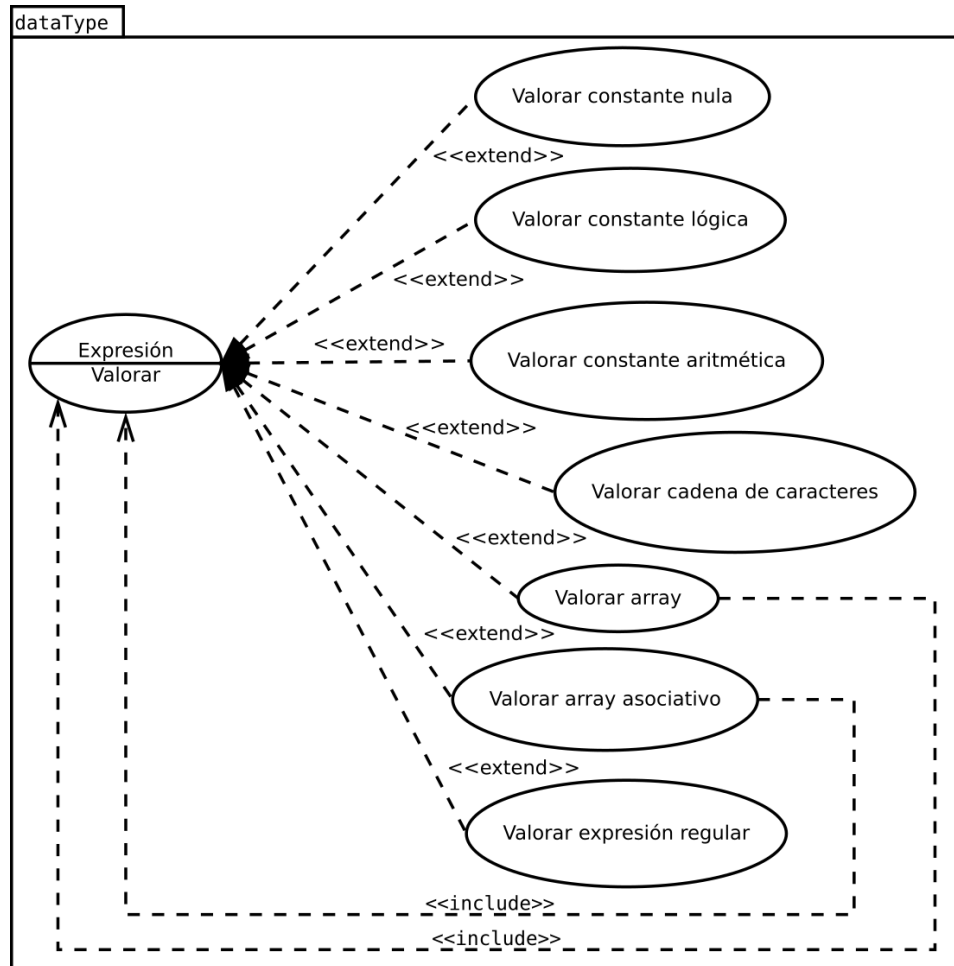 dataType
Valorar constante nula
<<extend>>
Valorar constante lógica
<<extend>>
<<extend>>
Expresión
Valorar
Valorar constante aritmética
<<extend>>
Valorar cadena de caracteres
<<extend>>
Valorar array
<<extend>>
Valorar array asociativo
<<extend>>
Valorar expresión regular
<<include>>
<<include>>